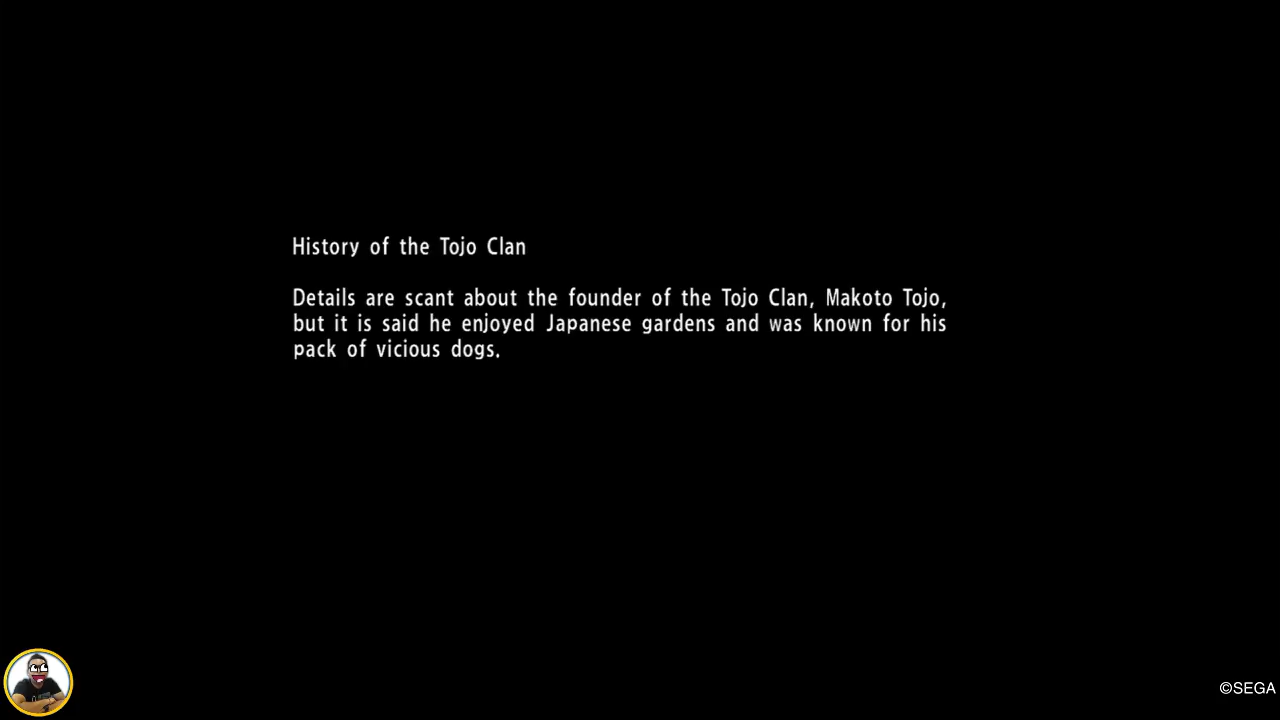 History of the Tojo Clan
Details are scant about the founder of the Tojo Clan, Makoto Tojo,
but it is said he enjoyed Japanese gardens and was known for his
pack of vicious dogs.
©SEGA